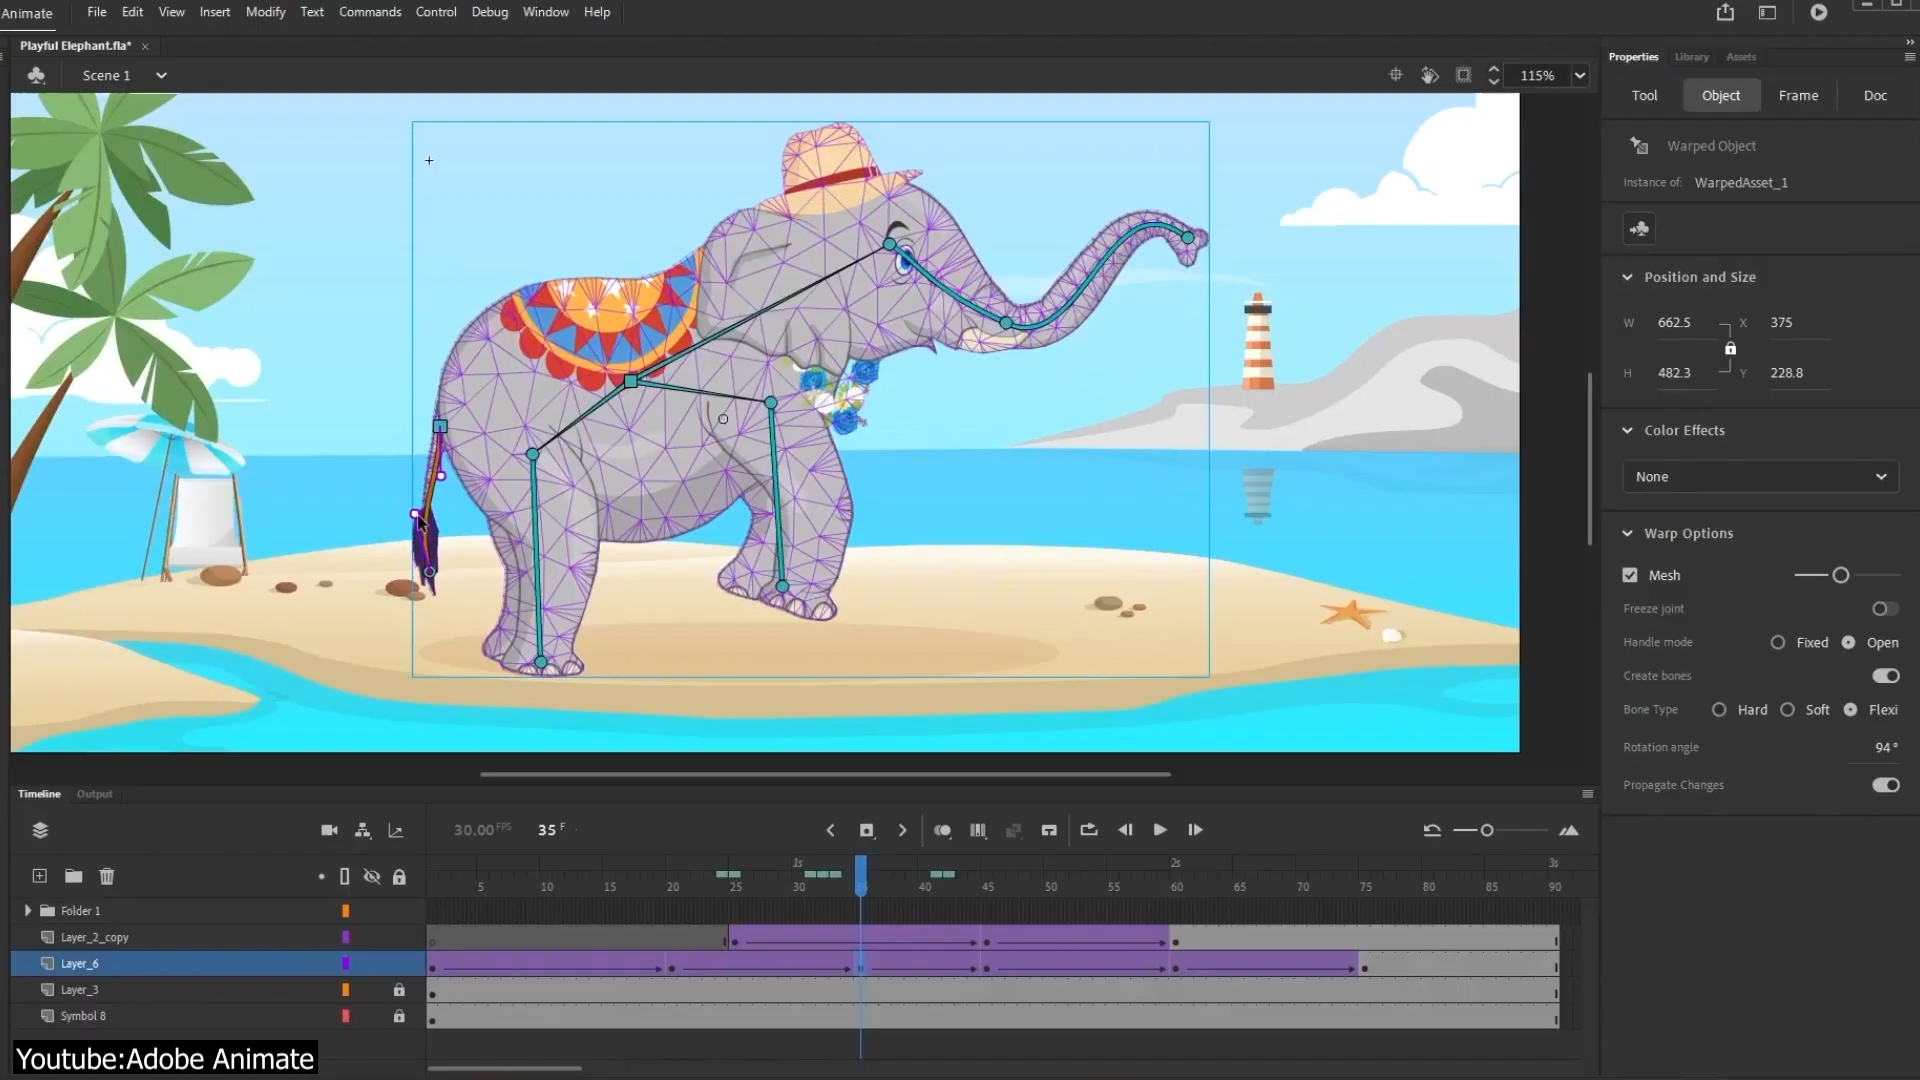 Animate File Edit View Insert Modify Text Commands Control Debug Window Help
Playful Elephant.fla*
Scene 1 115%
Properties Library Assets
Tool Object Frame Doc
Warped Object
Instance of: WarpedAsset_1
Position and Size
W 662.5 X 375
H 482.3 Y 228.8
Color Effects
None
Warp Options
Mesh
Freeze joint
Handle mode Fixed Open
Create bones
Bone Type Hard Soft Flexi
Rotation angle 94°
Propagate Changes
Timeline Output
30.00 FPS 35 F
1s 2s 3s
5 10 15 20 25 30 40 45 50 55 60 65 70 75 80 85 90
Folder 1
Layer_2_copy
Layer_6
Layer_3
Symbol 8
Youtube:Adobe Animate